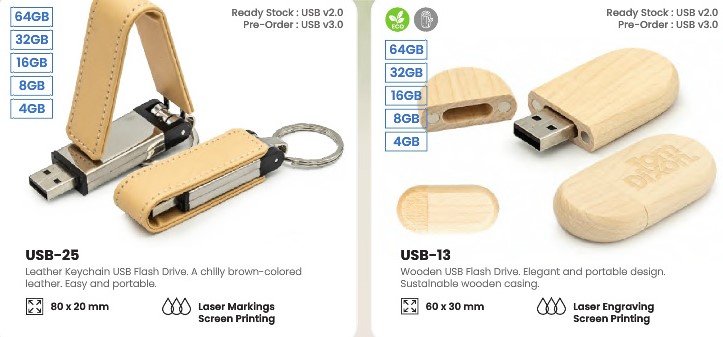 64GB
32GB
16GB
8GB
4GB
Ready Stock : USB v2.0
Pre-Order : USB v3.0
USB-25
Leather Keychain USB Flash Drive. A chilly brown-colored
leather. Easy and portable.
80 x 20 mm
Laser Markings
Screen Printing
ECO
Ready Stock : USB v2.0
Pre-Order : USB v3.0
64GB
32GB
16GB
8GB
4GB
USB-13
Wooden USB Flash Drive. Elegant and portable design.
Sustainable wooden casing.
60 x 30 mm
Laser Engraving
Screen Printing